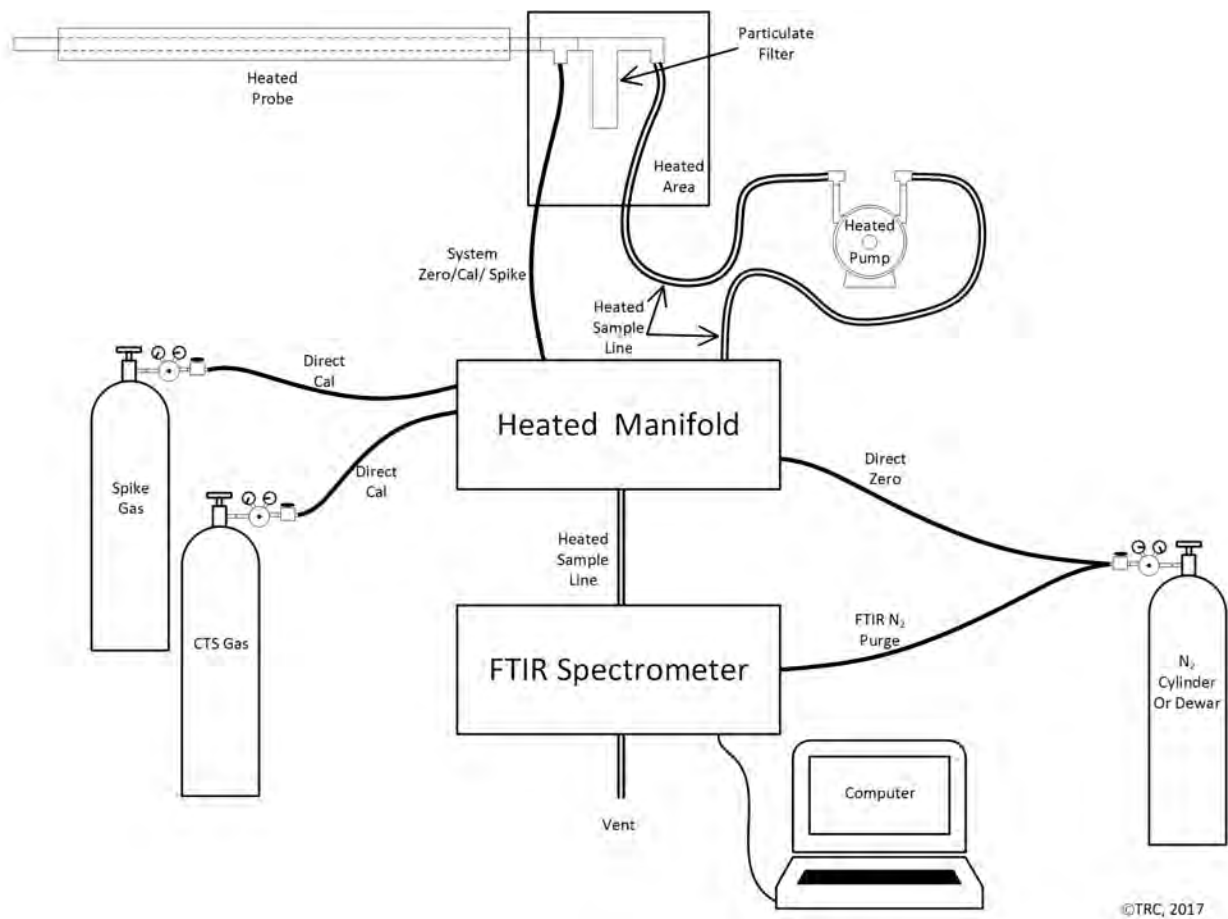 Particulate
Filter
Heated
Probe
Heated
Area
Heated
Pump
System
Zero/Cal/ Spike
Heated
Sample
Line
Direct
Cal
Heated Manifold
Direct
Zero
Direct
Cal
Spike
Gas
Heated
Sample
Line
CTS Gas
FTIR Spectrometer
FTIR N₂
Purge
N₂
Cylinder
Or Dewar
Computer
Vent
©TRC, 2017